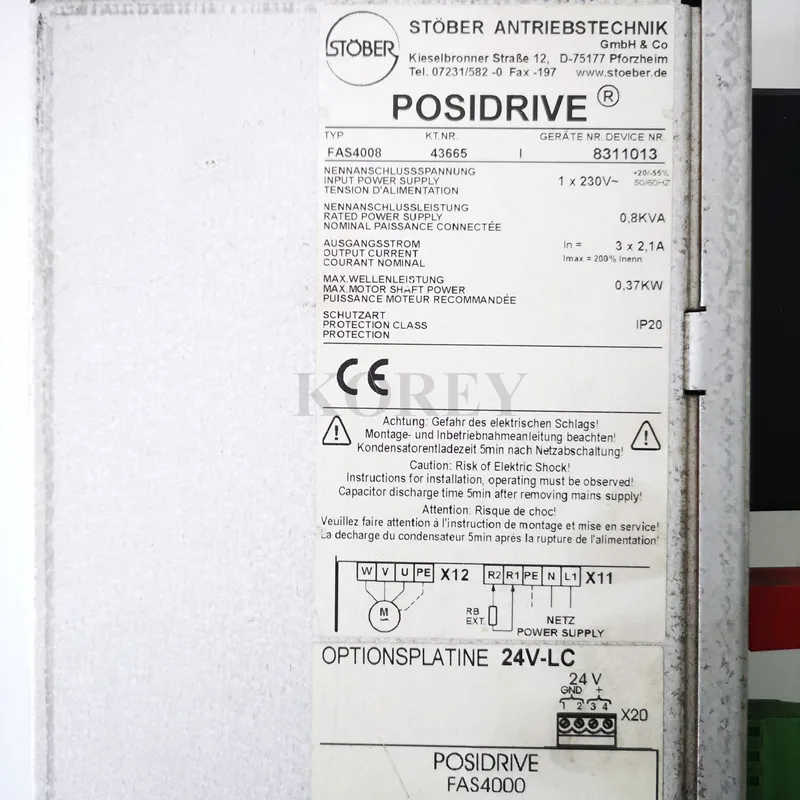 STÖBER
STÖBER ANTRIEBSTECHNIK
GmbH & Co
Kieselbronner Straße 12, D-75177 Pforzheim
Tel. 07231/582 -0 Fax -197 www.stoeber.de
POSIDRIVE ®
TYP KT.NR. GERÄTE NR. DEVICE NR.
FAS4008 43665 I 8311013
NENNANSCHLUSSSPANNUNG
INPUT POWER SUPPLY 1 x 230V~ +20/-55% 50/60HZ
TENSION D'ALIMENTATION
NENNANSCHLUSSLEISTUNG
RATED POWER SUPPLY 0,8KVA
NOMINAL PAISSANCE CONNECTÉE
AUSGANGSSTROM In = 3 x 2,1A
OUTPUT CURRENT Imax = 200% Inenn
COURANT NOMINAL
MAX.WELLENLEISTUNG
MAX.MOTOR SHAFT POWER 0,37KW
PUISSANCE MOTEUR RECOMMANDÉE
SCHUTZART
PROTECTION CLASS IP20
PROTECTION
CE
KOREY
Achtung: Gefahr des elektrischen Schlags!
Montage- und Inbetriebnahmeanleitung beachten!
Kondensatorentladezeit 5min nach Netzabschaltung!
Caution: Risk of Elektric Shock!
Instructions for installation, operating must be observed!
Capacitor discharge time 5min after removing mains supply!
Attention: Risque de choc!
Veuillez faire attention à l'instruction de montage et mise en service!
La decharge du condensateur 5min après la rupture de l'alimentation!
W V U PE X12 R2 R1 PE N L1 X11
M
RB
EXT.
NETZ
POWER SUPPLY
OPTIONSPLATINE 24V-LC
24 V
GND +
1 2 3 4
X20
POSIDRIVE
FAS4000